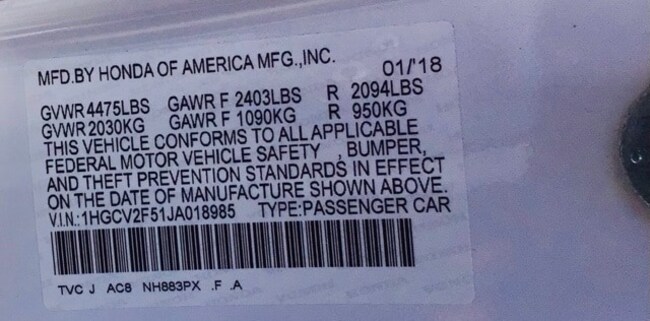 MFD.BY HONDA OF AMERICA MFG.,INC. 01/'18
GVWR 4475LBS GAWR F 2403LBS R 2094LBS
GVWR 2030KG GAWR F 1090KG R 950KG
THIS VEHICLE CONFORMS TO ALL APPLICABLE
FEDERAL MOTOR VEHICLE SAFETY , BUMPER,
AND THEFT PREVENTION STANDARDS IN EFFECT
ON THE DATE OF MANUFACTURE SHOWN ABOVE.
V.I.N.:1HGCV2F51JA018985 TYPE:PASSENGER CAR
TVC J AC8 NH883PX .F .A